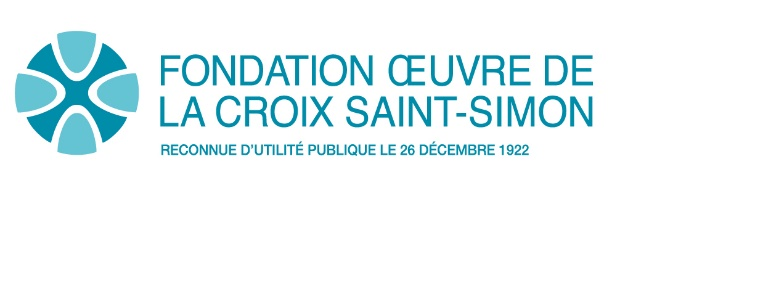 FONDATION ŒUVRE DE
LA CROIX SAINT-SIMON
RECONNUE D'UTILITÉ PUBLIQUE LE 26 DÉCEMBRE 1922